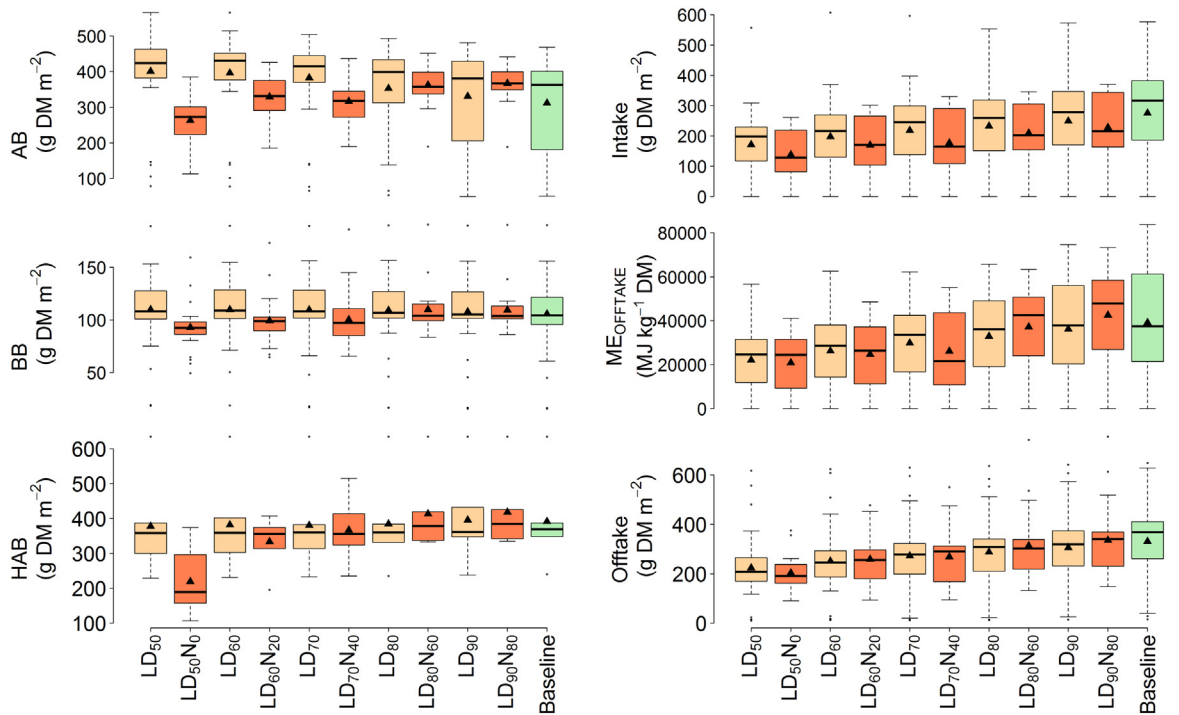 AB
(g DM m⁻²)
500
400
300
200
100
BB
(g DM m⁻²)
150
100
50
HAB
(g DM m⁻²)
600
500
400
300
200
100
LD₅₀
LD₅₀N₀
LD₆₀
LD₆₀N₂₀
LD₇₀
LD₇₀N₄₀
LD₈₀
LD₈₀N₆₀
LD₉₀
LD₉₀N₈₀
Baseline
Intake
(g DM m⁻²)
600
500
400
300
200
100
0
ME_OFFTAKE
(MJ kg⁻¹ DM)
80000
60000
40000
20000
0
Offtake
(g DM m⁻²)
600
400
200
0
LD₅₀
LD₅₀N₀
LD₆₀
LD₆₀N₂₀
LD₇₀
LD₇₀N₄₀
LD₈₀
LD₈₀N₆₀
LD₉₀
LD₉₀N₈₀
Baseline